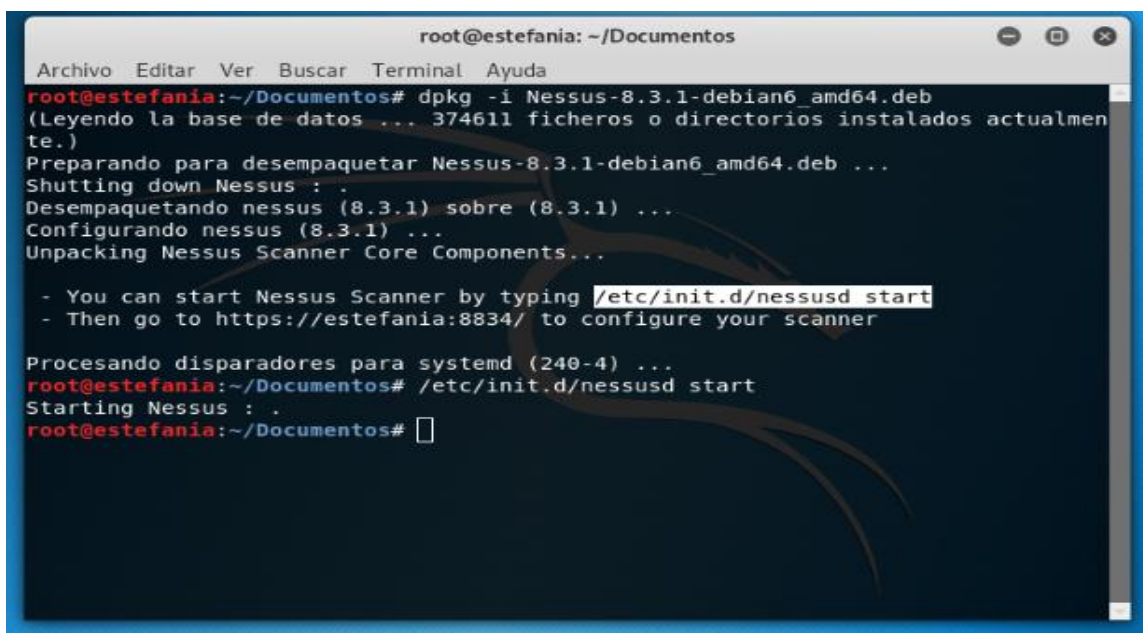 root@estefania: ~/Documentos
Archivo Editar Ver Buscar Terminal Ayuda
root@estefania:~/Documentos# dpkg -i Nessus-8.3.1-debian6_amd64.deb
(Leyendo la base de datos ... 374611 ficheros o directorios instalados actualmen
te.)
Preparando para desempaquetar Nessus-8.3.1-debian6_amd64.deb ...
Shutting down Nessus : .
Desempaquetando nessus (8.3.1) sobre (8.3.1) ...
Configurando nessus (8.3.1) ...
Unpacking Nessus Scanner Core Components...
- You can start Nessus Scanner by typing /etc/init.d/nessusd start
- Then go to https://estefania:8834/ to configure your scanner
Procesando disparadores para systemd (240-4) ...
root@estefania:~/Documentos# /etc/init.d/nessusd start
Starting Nessus : .
root@estefania:~/Documentos#